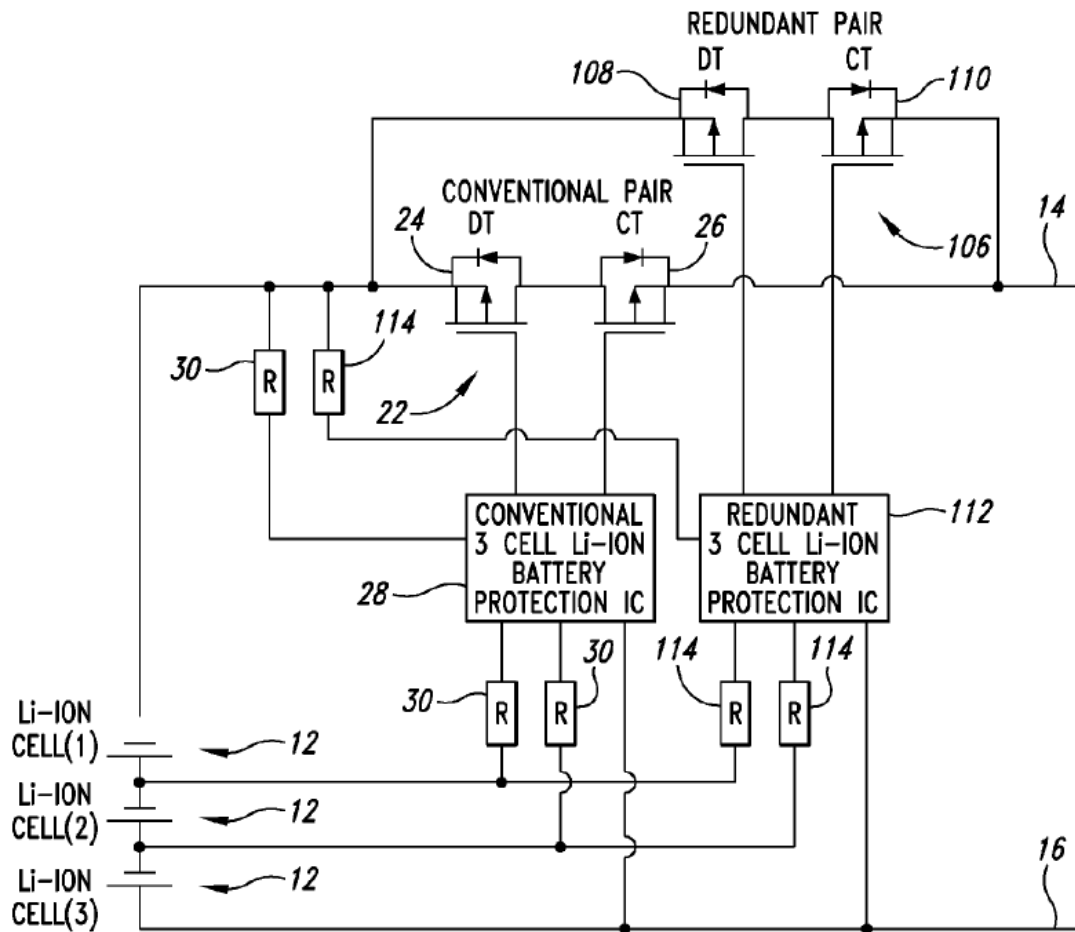 REDUNDANT PAIR
DT CT
108
110
CONVENTIONAL PAIR
DT CT
24
26
106
14
30
R
R
114
22
CONVENTIONAL
3 CELL Li-ION
BATTERY
PROTECTION IC
28
REDUNDANT
3 CELL Li-ION
BATTERY
PROTECTION IC
112
30
R
30
R
114
R
114
R
Li-ION
CELL(1)
12
Li-ION
CELL(2)
12
Li-ION
CELL(3)
12
16